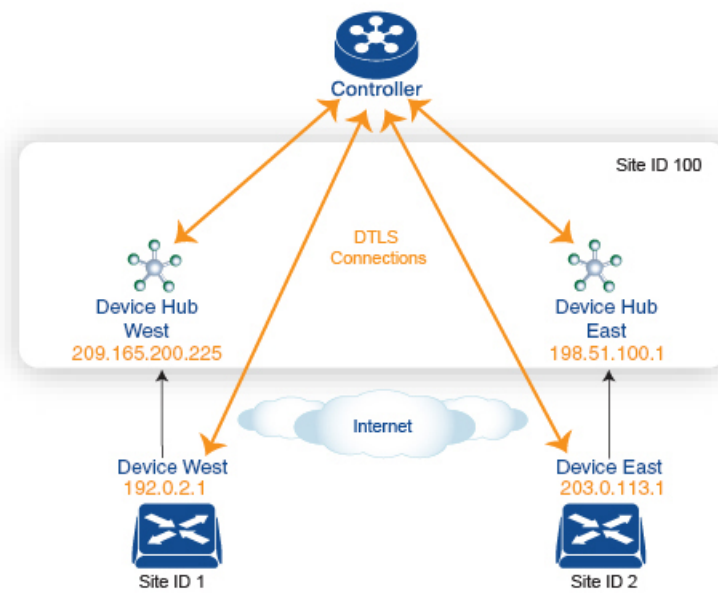 Controller
Site ID 100
DTLS
Connections
Device Hub
West
209.165.200.225
Device Hub
East
198.51.100.1
Internet
Device West
192.0.2.1
Site ID 1
Device East
203.0.113.1
Site ID 2